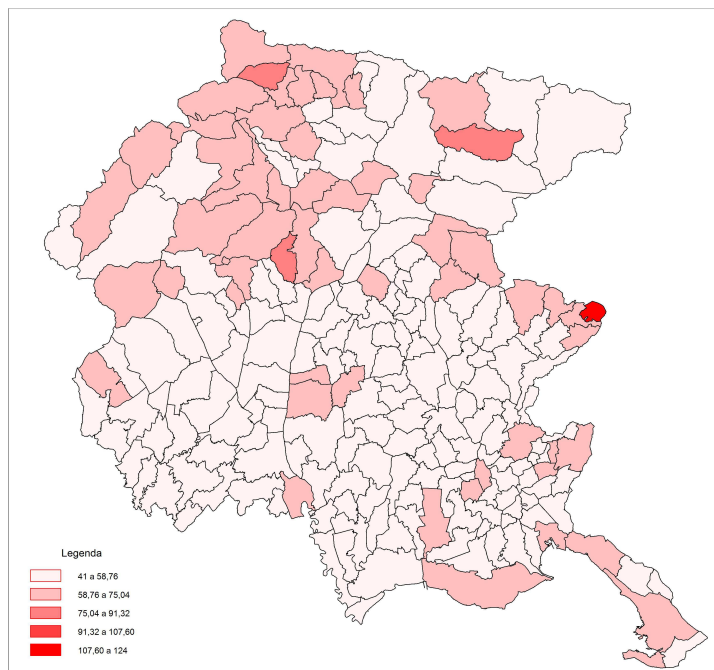 Legenda
41 a 58,76
58,76 a 75,04
75,04 a 91,32
91,32 a 107,60
107,60 a 124